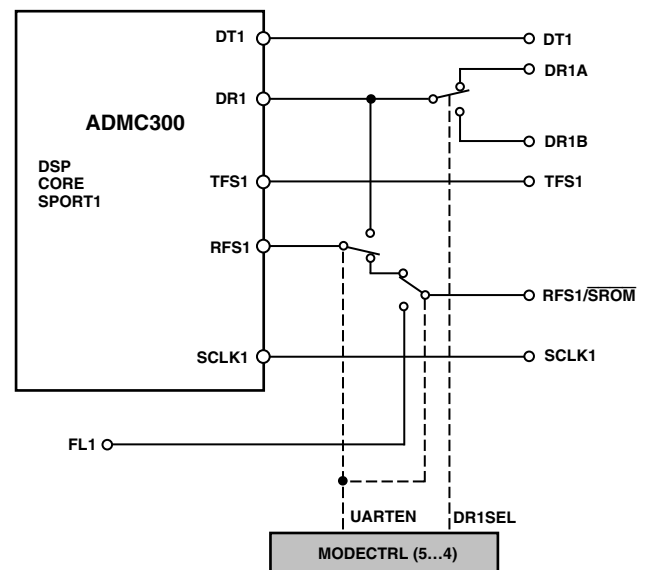 DT1
DT1
DR1A
DR1
ADMC300
DR1B
DSP
CORE
SPORT1
TFS1
TFS1
RFS1
RFS1/SROM
SCLK1
SCLK1
FL1
UARTEN
DR1SEL
MODECTRL (5...4)